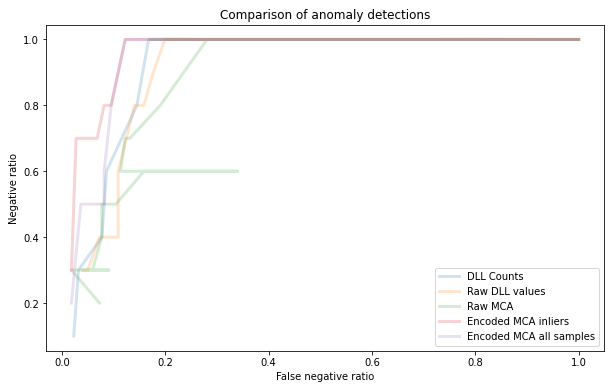 Comparison of anomaly detections
Negative ratio
1.0
0.8
0.6
0.4
0.2
0.0 0.2 0.4 0.6 0.8 1.0
False negative ratio
DLL Counts
Raw DLL values
Raw MCA
Encoded MCA inliers
Encoded MCA all samples